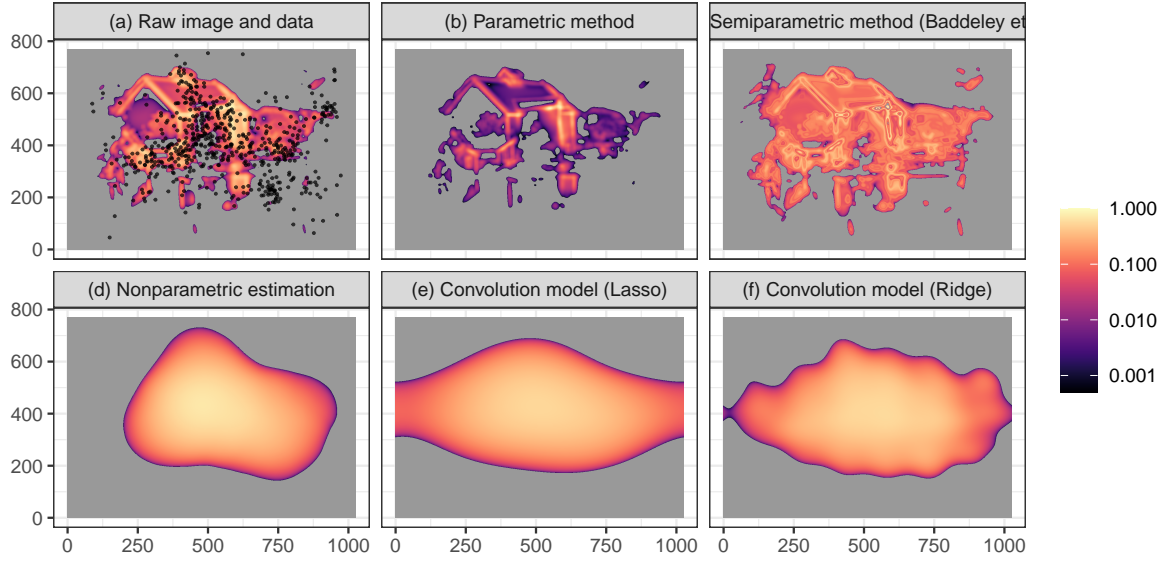 (a) Raw image and data
(b) Parametric method
Semiparametric method (Baddeley et
800
600
400
200
0
1.000
0.100
0.010
0.001
(d) Nonparametric estimation
(e) Convolution model (Lasso)
(f) Convolution model (Ridge)
800
600
400
200
0
0 250 500 750 1000
0 250 500 750 1000
0 250 500 750 1000